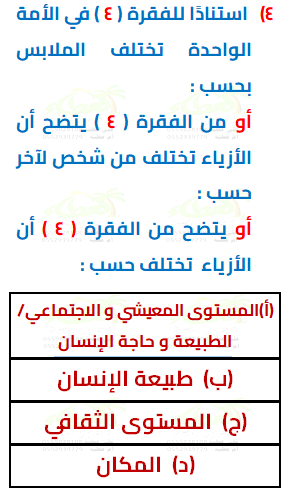 ٤) استنادًا للفقرة ( ٤ ) في الأمة
الواحدة تختلف الملابس
بحسب :
أو من الفقرة ( ٤ ) يتضح أن
الأزياء تختلف من شخص لآخر
حسب :
أو يتضح من الفقرة ( ٤ ) أن
الأزياء تختلف حسب :
(أ)المستوى المعيشي و الاجتماعي/
الطبيعة و حاجة الإنسان
(ب) طبيعة الإنسان
(ج) المستوى الثقافي
(د) المكان